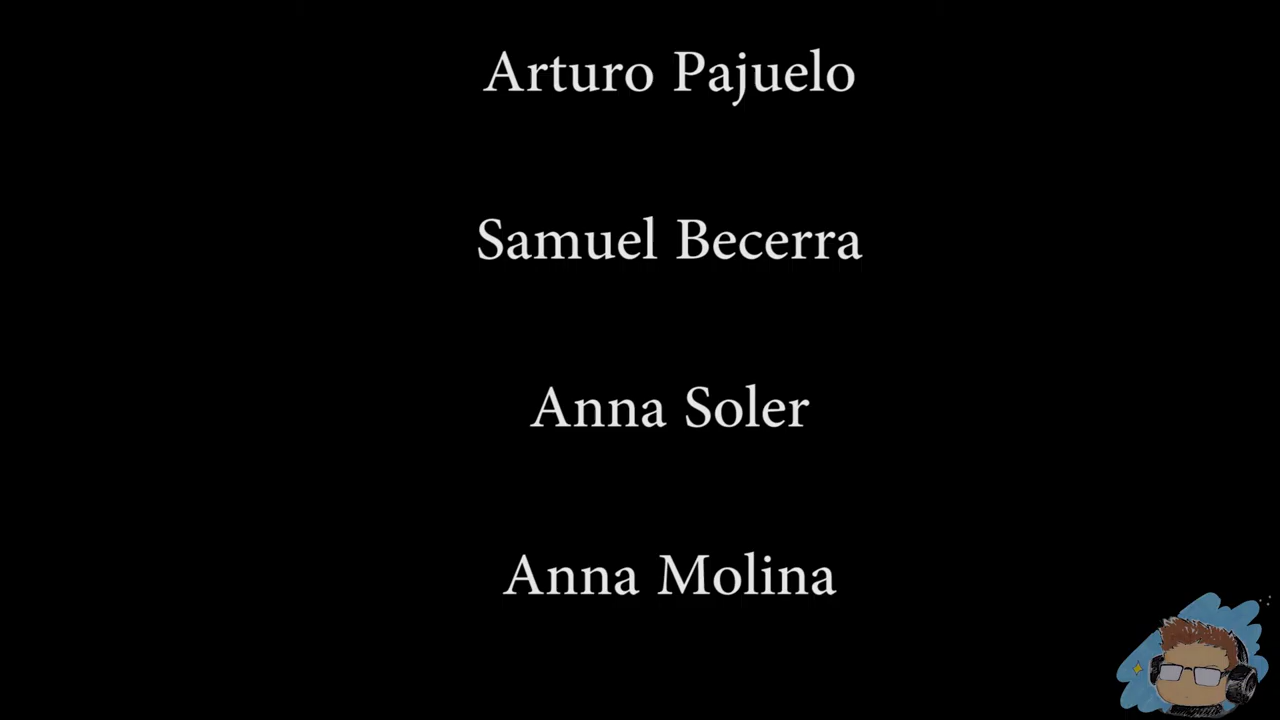 Arturo Pajuelo
Samuel Becerra
Anna Soler
Anna Molina